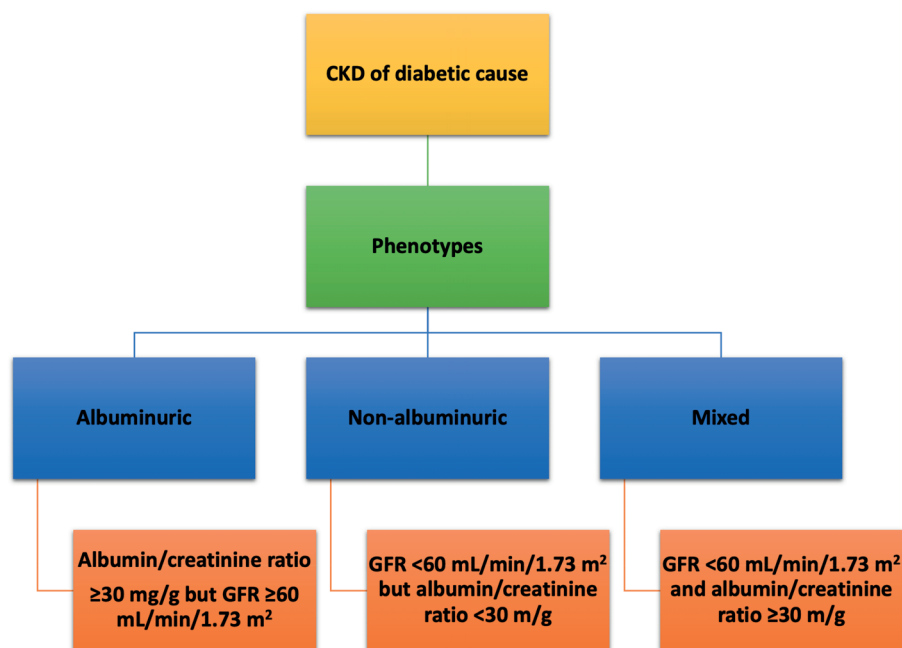 CKD of diabetic cause
Phenotypes
Albuminuric
Non-albuminuric
Mixed
Albumin/creatinine ratio
≥30 mg/g but GFR ≥60
mL/min/1.73 m²
GFR <60 mL/min/1.73 m²
but albumin/creatinine
ratio <30 m/g
GFR <60 mL/min/1.73 m²
and albumin/creatinine
ratio ≥30 m/g